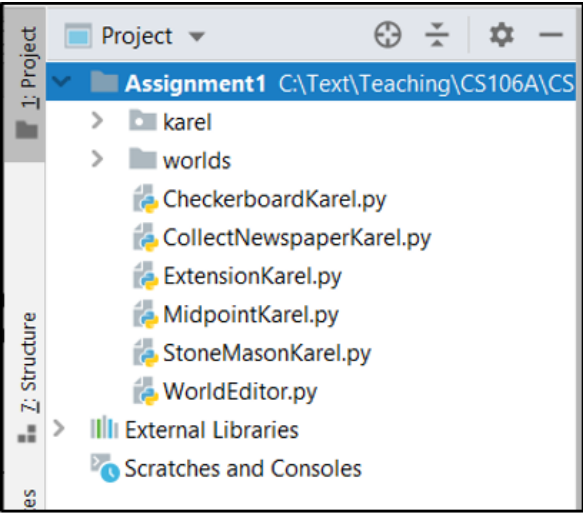 1: Project
Project
Assignment1 C:\Text\Teaching\CS106A\CS
karel
worlds
CheckerboardKarel.py
CollectNewspaperKarel.py
ExtensionKarel.py
MidpointKarel.py
StoneMasonKarel.py
WorldEditor.py
External Libraries
Scratches and Consoles
7: Structure
es